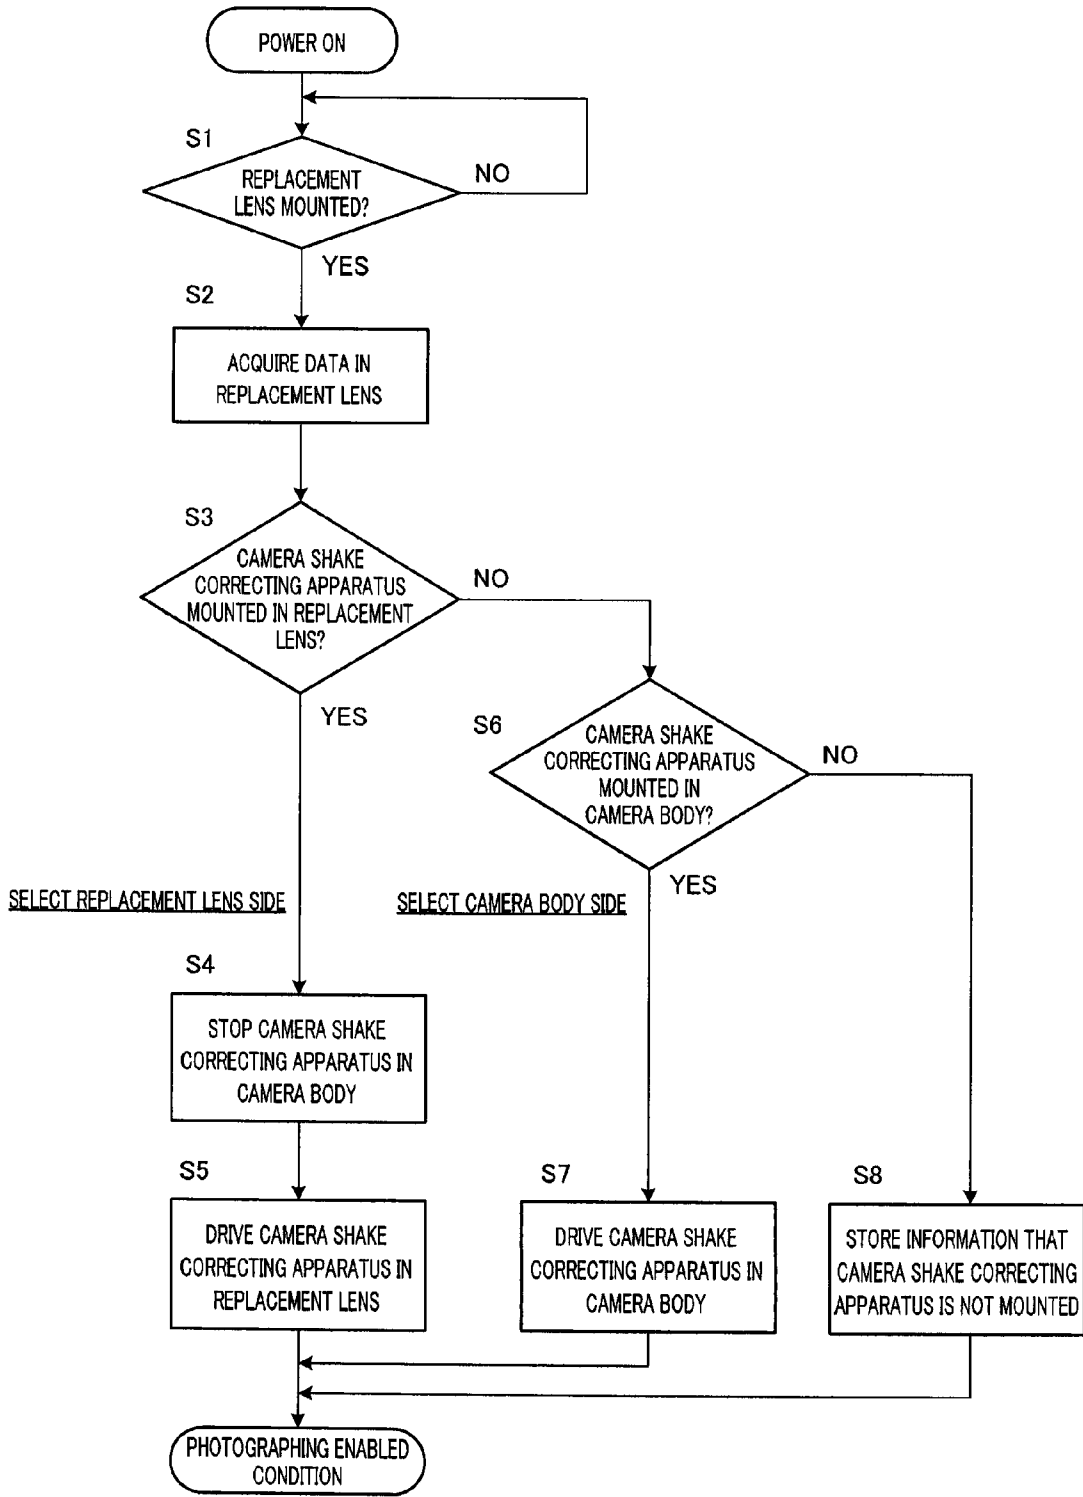 POWER ON
S1
REPLACEMENT
LENS MOUNTED?
NO
YES
S2
ACQUIRE DATA IN
REPLACEMENT LENS
S3
CAMERA SHAKE
CORRECTING APPARATUS
MOUNTED IN REPLACEMENT
LENS?
NO
YES
S6
CAMERA SHAKE
CORRECTING APPARATUS
MOUNTED IN
CAMERA BODY?
NO
YES
SELECT REPLACEMENT LENS SIDE
SELECT CAMERA BODY SIDE
S4
STOP CAMERA SHAKE
CORRECTING APPARATUS IN
CAMERA BODY
S5
DRIVE CAMERA SHAKE
CORRECTING APPARATUS IN
REPLACEMENT LENS
S7
DRIVE CAMERA SHAKE
CORRECTING APPARATUS IN
CAMERA BODY
S8
STORE INFORMATION THAT
CAMERA SHAKE CORRECTING
APPARATUS IS NOT MOUNTED
PHOTOGRAPHING ENABLED
CONDITION